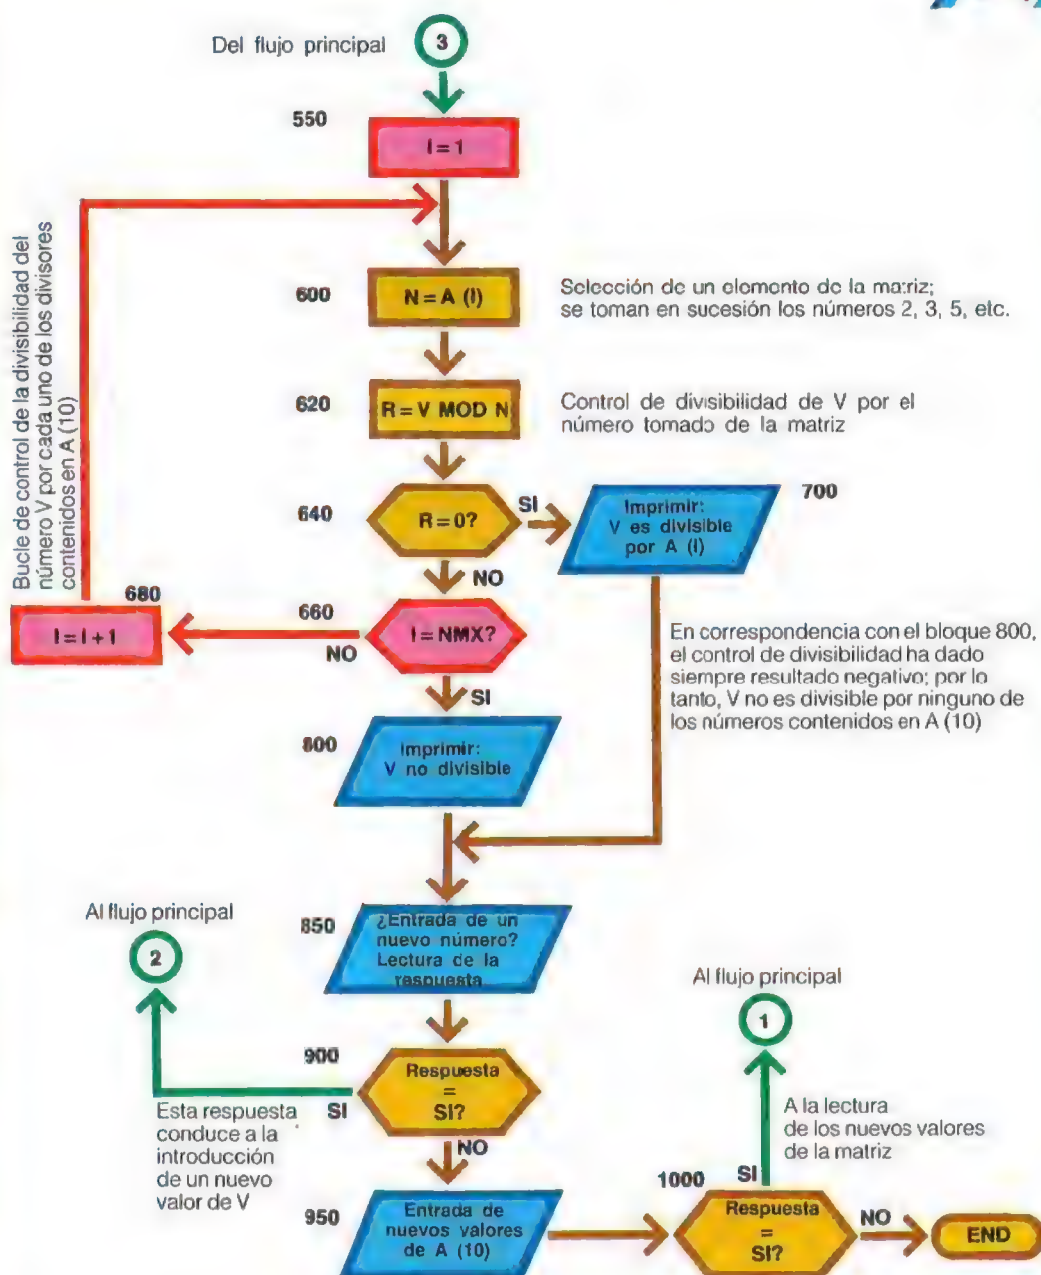 Del flujo principal
3
550
I = 1
600
N = A (I)
Selección de un elemento de la matriz;
se toman en sucesión los números 2, 3, 5, etc.
620
R = V MOD N
Control de divisibilidad de V por el
número tomado de la matriz
640
R = 0?
SI
700
Imprimir:
V es divisible
por A (I)
NO
Bucle de control de la divisibilidad del
número V por cada uno de los divisores
contenidos en A (10)
680
I = I + 1
660
NO
I = NMX?
SI
En correspondencia con el bloque 800,
el control de divisibilidad ha dado
siempre resultado negativo; por lo
tanto, V no es divisible por ninguno de
los números contenidos en A (10)
800
Imprimir:
V no divisible
Al flujo principal
2
850
¿Entrada de un
nuevo número?
Lectura de la
respuesta
Al flujo principal
1
900
Respuesta
=
SI?
SI
Esta respuesta
conduce a la
introducción
de un nuevo
valor de V
NO
A la lectura
de los nuevos valores
de la matriz
950
Entrada de
nuevos valores
de A (10)
1000
SI
Respuesta
=
SI?
NO
END